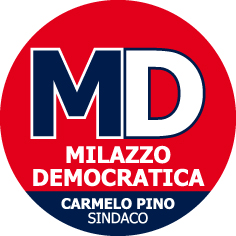 MD
MILAZZO
DEMOCRATICA
CARMELO PINO
SINDACO